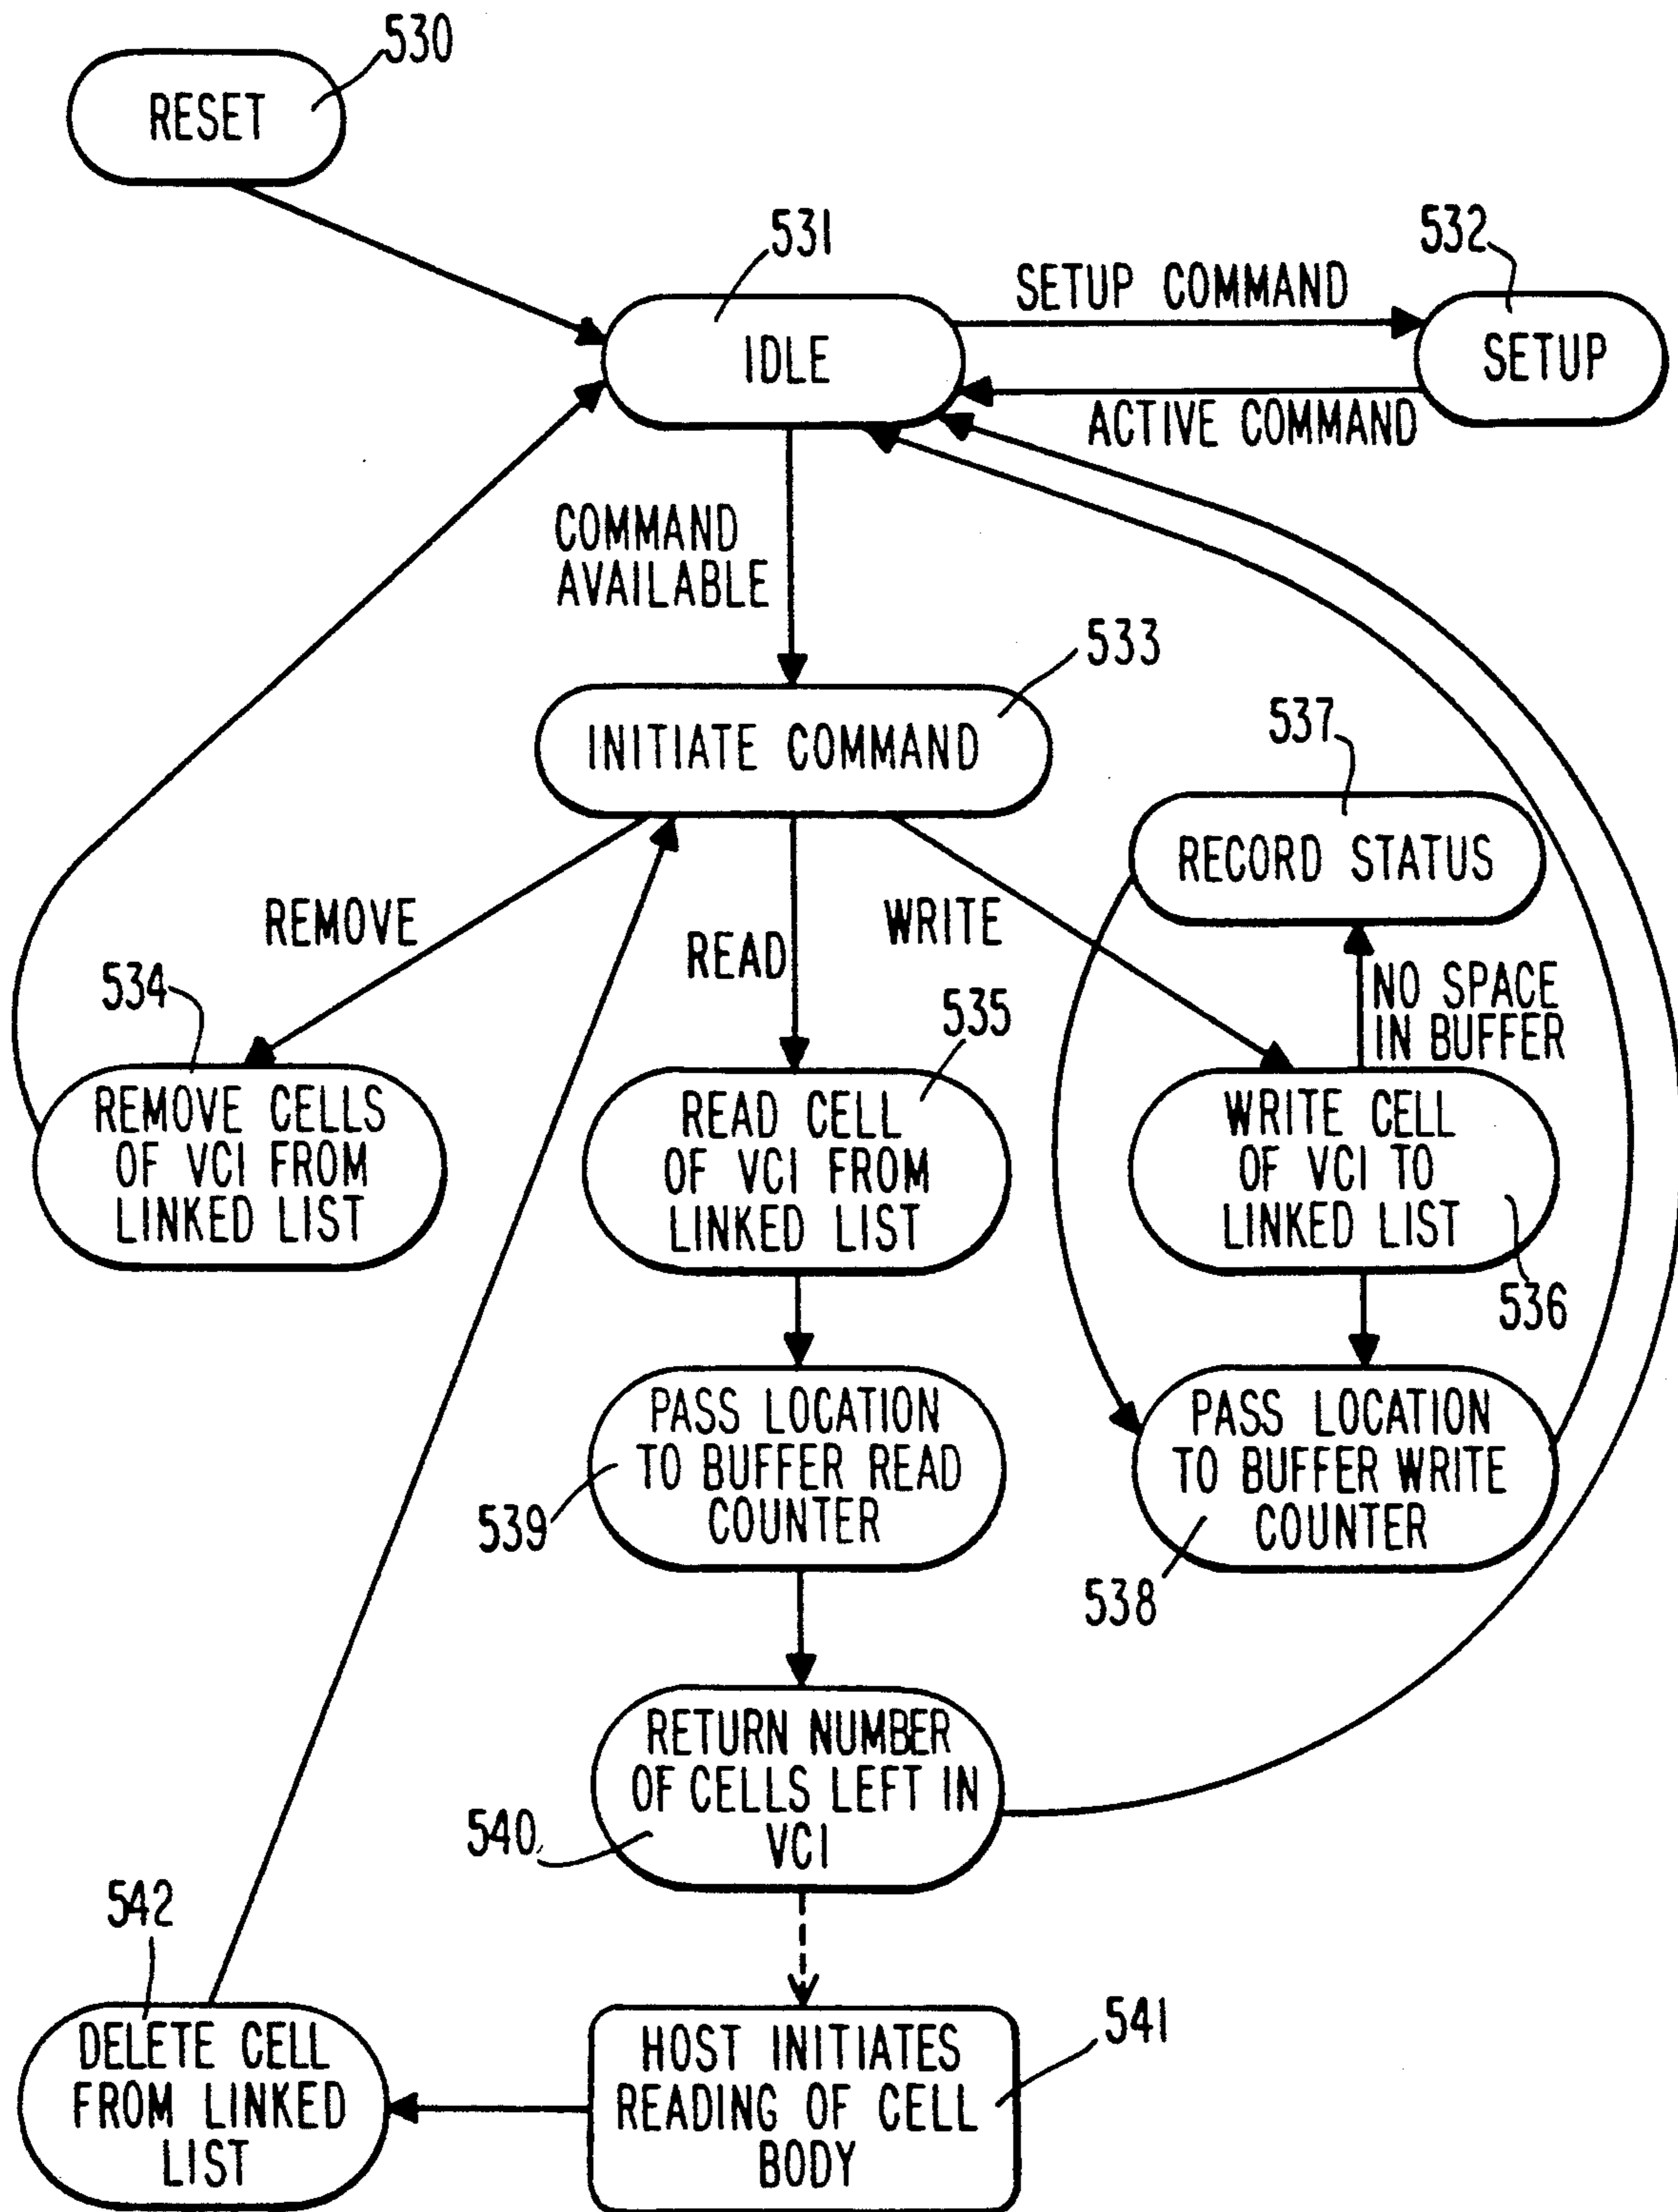 530
RESET
531
532
SETUP COMMAND
IDLE
SETUP
ACTIVE COMMAND
COMMAND
AVAILABLE
533
INITIATE COMMAND
537
RECORD STATUS
REMOVE
READ
WRITE
NO SPACE
IN BUFFER
534
535
REMOVE CELLS
OF VCI FROM
LINKED LIST
READ CELL
OF VCI FROM
LINKED LIST
WRITE CELL
OF VCI TO
LINKED LIST
536
PASS LOCATION
TO BUFFER READ
COUNTER
539
PASS LOCATION
TO BUFFER WRITE
COUNTER
538
RETURN NUMBER
OF CELLS LEFT IN
VCI
540
542
DELETE CELL
FROM LINKED
LIST
HOST INITIATES
READING OF CELL
BODY
541